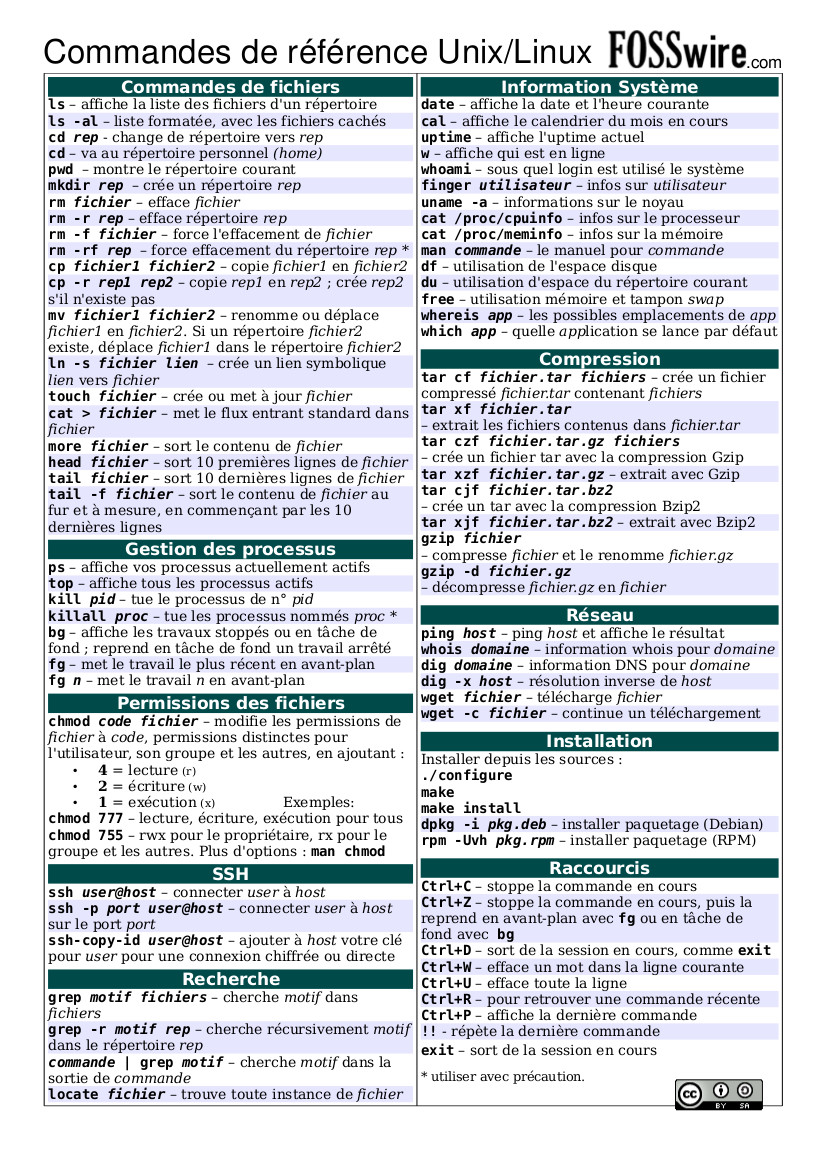 Commandes de référence Unix/Linux FOSSwire.com
Commandes de fichiers
ls – affiche la liste des fichiers d'un répertoire
ls -al – liste formatée, avec les fichiers cachés
cd rep - change de répertoire vers rep
cd – va au répertoire personnel (home)
pwd – montre le répertoire courant
mkdir rep – crée un répertoire rep
rm fichier – efface fichier
rm -r rep – efface répertoire rep
rm -f fichier – force l'effacement de fichier
rm -rf rep – force effacement du répertoire rep *
cp fichier1 fichier2 – copie fichier1 en fichier2
cp -r rep1 rep2 – copie rep1 en rep2 ; crée rep2
s'il n'existe pas
mv fichier1 fichier2 – renomme ou déplace
fichier1 en fichier2. Si un répertoire fichier2
existe, déplace fichier1 dans le répertoire fichier2
ln -s fichier lien – crée un lien symbolique
lien vers fichier
touch fichier – crée ou met à jour fichier
cat > fichier – met le flux entrant standard dans
fichier
more fichier – sort le contenu de fichier
head fichier – sort 10 premières lignes de fichier
tail fichier – sort 10 dernières lignes de fichier
tail -f fichier – sort le contenu de fichier au
fur et à mesure, en commençant par les 10
dernières lignes
Gestion des processus
ps – affiche vos processus actuellement actifs
top – affiche tous les processus actifs
kill pid – tue le processus de n° pid
killall proc – tue les processus nommés proc *
bg – affiche les travaux stoppés ou en tâche de
fond ; reprend en tâche de fond un travail arrêté
fg – met le travail le plus récent en avant-plan
fg n – met le travail n en avant-plan
Permissions des fichiers
chmod code fichier – modifie les permissions de
fichier à code, permissions distinctes pour
l'utilisateur, son groupe et les autres, en ajoutant :
• 4 = lecture (r)
• 2 = écriture (w)
• 1 = exécution (x) Exemples:
chmod 777 – lecture, écriture, exécution pour tous
chmod 755 – rwx pour le propriétaire, rx pour le
groupe et les autres. Plus d'options : man chmod
SSH
ssh user@host – connecter user à host
ssh -p port user@host – connecter user à host
sur le port port
ssh-copy-id user@host – ajouter à host votre clé
pour user pour une connexion chiffrée ou directe
Recherche
grep motif fichiers – cherche motif dans
fichiers
grep -r motif rep – cherche récursivement motif
dans le répertoire rep
commande | grep motif – cherche motif dans la
sortie de commande
locate fichier – trouve toute instance de fichier
Information Système
date – affiche la date et l'heure courante
cal – affiche le calendrier du mois en cours
uptime – affiche l'uptime actuel
w – affiche qui est en ligne
whoami – sous quel login est utilisé le système
finger utilisateur – infos sur utilisateur
uname -a – informations sur le noyau
cat /proc/cpuinfo – infos sur le processeur
cat /proc/meminfo – infos sur la mémoire
man commande – le manuel pour commande
df – utilisation de l'espace disque
du – utilisation d'espace du répertoire courant
free – utilisation mémoire et tampon swap
whereis app – les possibles emplacements de app
which app – quelle application se lance par défaut
Compression
tar cf fichier.tar fichiers – crée un fichier
compressé fichier.tar contenant fichiers
tar xf fichier.tar
– extrait les fichiers contenus dans fichier.tar
tar czf fichier.tar.gz fichiers
– crée un fichier tar avec la compression Gzip
tar xzf fichier.tar.gz – extrait avec Gzip
tar cjf fichier.tar.bz2
– crée un tar avec la compression Bzip2
tar xjf fichier.tar.bz2 – extrait avec Bzip2
gzip fichier
– compresse fichier et le renomme fichier.gz
gzip -d fichier.gz
– décompresse fichier.gz en fichier
Réseau
ping host – ping host et affiche le résultat
whois domaine – information whois pour domaine
dig domaine – information DNS pour domaine
dig -x host – résolution inverse de host
wget fichier – télécharge fichier
wget -c fichier – continue un téléchargement
Installation
Installer depuis les sources :
./configure
make
make install
dpkg -i pkg.deb – installer paquetage (Debian)
rpm -Uvh pkg.rpm – installer paquetage (RPM)
Raccourcis
Ctrl+C – stoppe la commande en cours
Ctrl+Z – stoppe la commande en cours, puis la
reprend en avant-plan avec fg ou en tâche de
fond avec bg
Ctrl+D – sort de la session en cours, comme exit
Ctrl+W – efface un mot dans la ligne courante
Ctrl+U – efface toute la ligne
Ctrl+R – pour retrouver une commande récente
Ctrl+P – affiche la dernière commande
!! - répète la dernière commande
exit – sort de la session en cours
* utiliser avec précaution.
cc BY SA